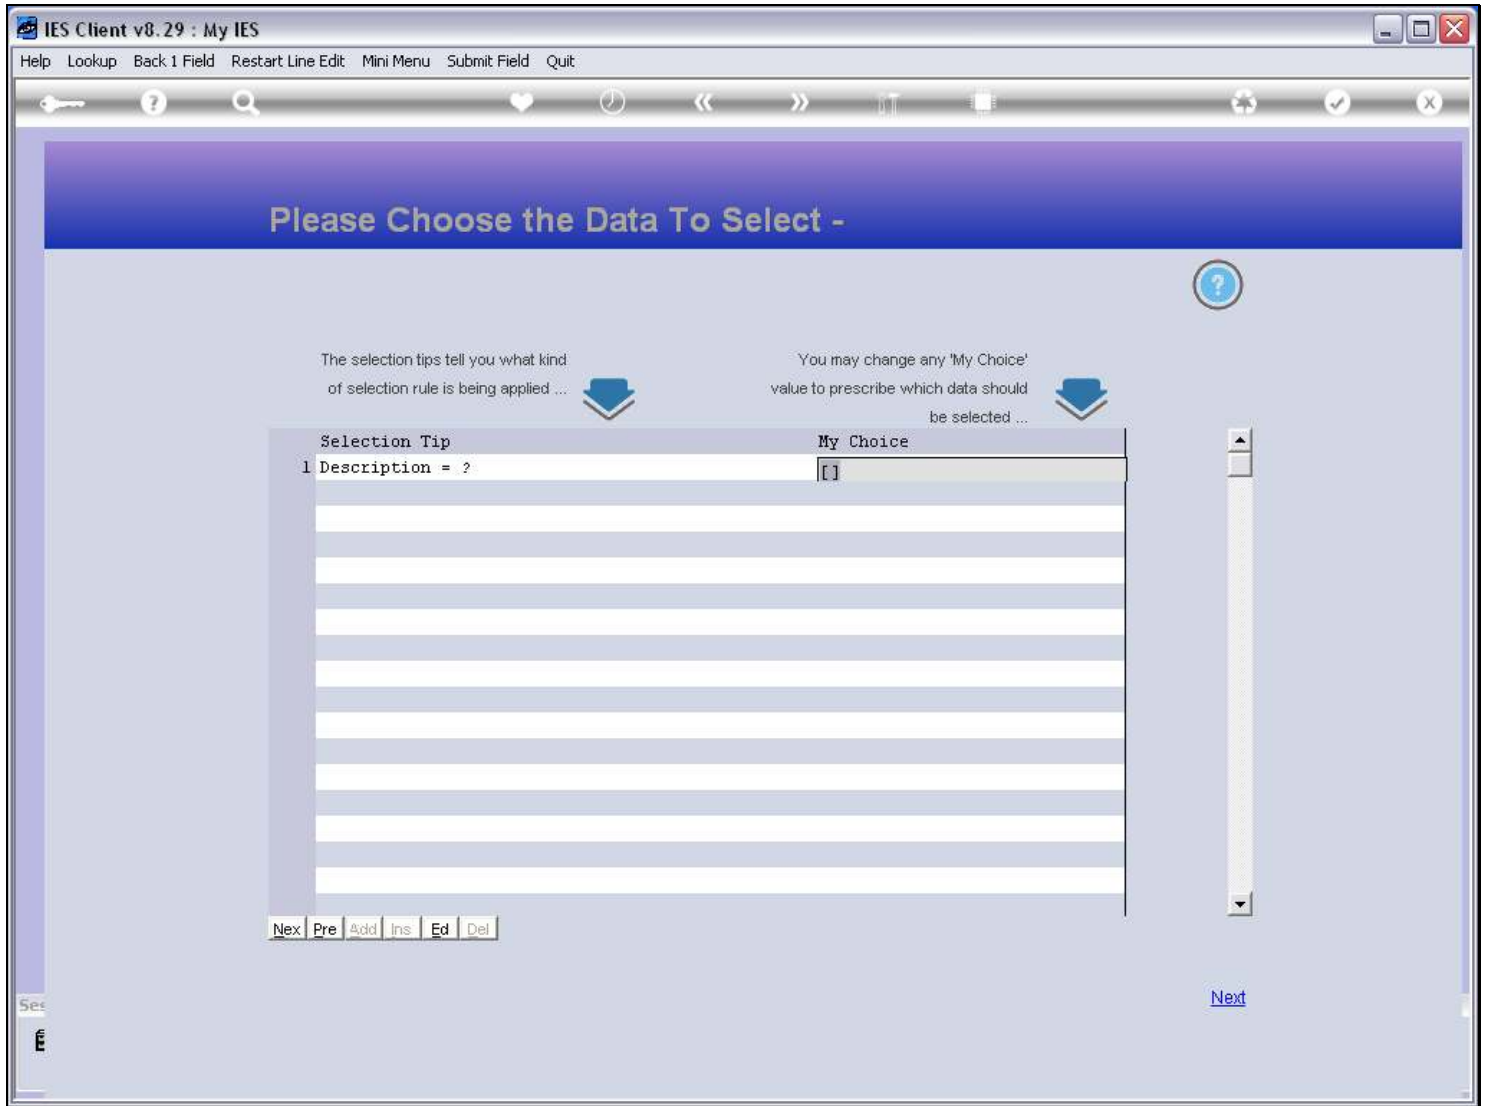 IES Client v8.29 : My IES
Help Lookup Back 1 Field Restart Line Edit Mini Menu Submit Field Quit
Please Choose the Data To Select -
The selection tips tell you what kind
of selection rule is being applied ...
You may change any 'My Choice'
value to prescribe which data should
be selected ...
Selection Tip My Choice
1 Description = ? []
Nex Pre Add Ins Ed Del
Next
Ses